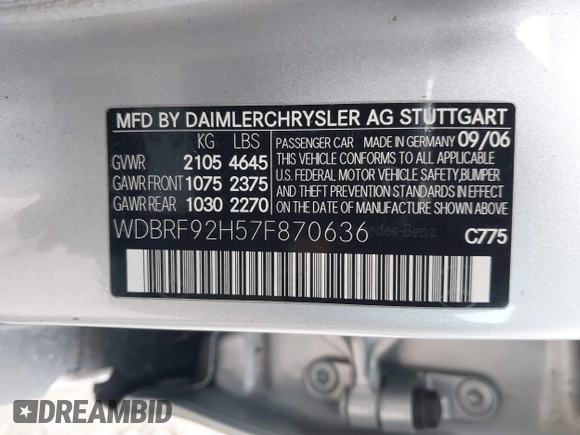 MFD BY DAIMLERCHRYSLER AG STUTTGART
KG LBS
GVWR 2105 4645
GAWR FRONT 1075 2375
GAWR REAR 1030 2270
PASSENGER CAR MADE IN GERMANY 09/06
THIS VEHICLE CONFORMS TO ALL APPLICABLE
U.S. FEDERAL MOTOR VEHICLE SAFETY, BUMPER
AND THEFT PREVENTION STANDARDS IN EFFECT
ON THE DATE OF MANUFACTURE SHOWN ABOVE.
WDBRF92H57F870636
des-Benz
C775
DREAMBID